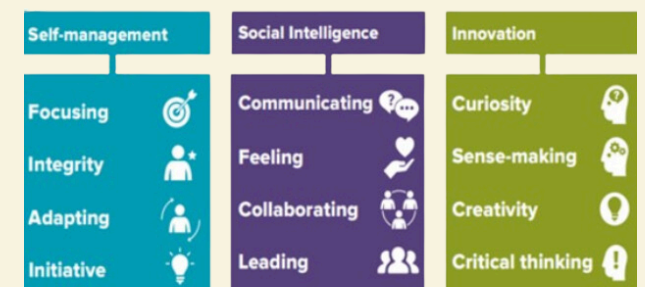 Self-management
Focusing
Integrity
Adapting
Initiative
Social Intelligence
Communicating
Feeling
Collaborating
Leading
Innovation
Curiosity
Sense-making
Creativity
Critical thinking